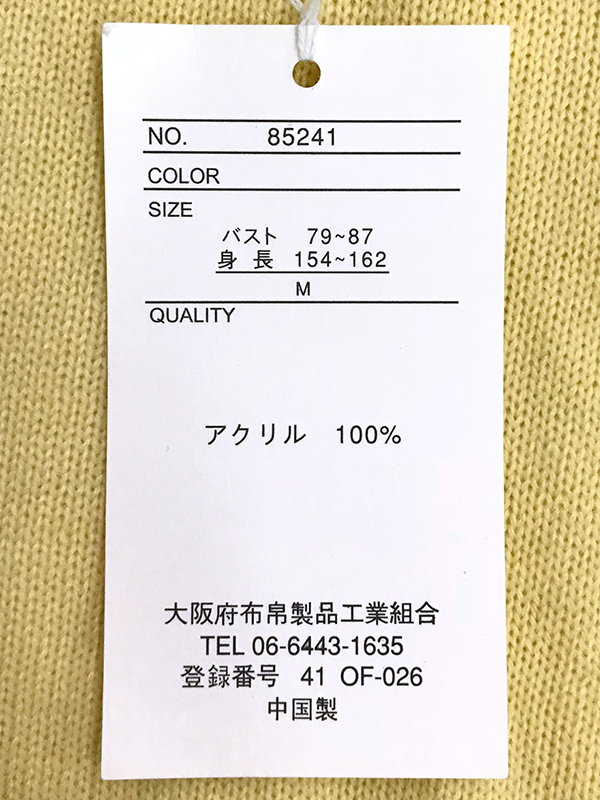 NO. 85241
COLOR
SIZE
バスト 79~87
身長 154~162
M
QUALITY
アクリル 100%
大阪府布帛製品工業組合
TEL 06-6443-1635
登録番号 41 OF-026
中国製